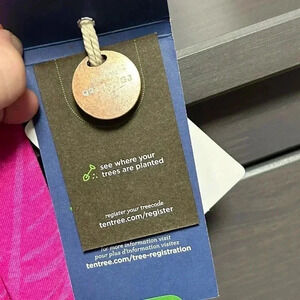 see where your
trees are planted
register your treecode
tentree.com/register
for more information visit
pour plus d'information visitez
tentree.com/tree-registration